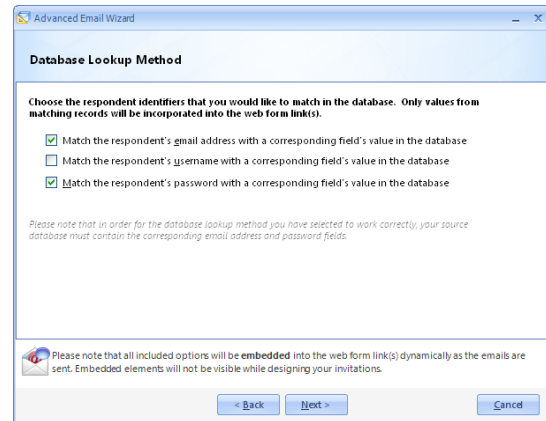 Advanced Email Wizard
Database Lookup Method
Choose the respondent identifiers that you would like to match in the database. Only values from
matching records will be incorporated into the web form link(s).
Match the respondent's email address with a corresponding field's value in the database
Match the respondent's username with a corresponding field's value in the database
Match the respondent's password with a corresponding field's value in the database
Please note that in order for the database lookup method you have selected to work correctly, your source
database must contain the corresponding email address and password fields.
Please note that all included options will be embedded into the web form link(s) dynamically as the emails are
sent. Embedded elements will not be visible while designing your invitations.
< Back Next > Cancel